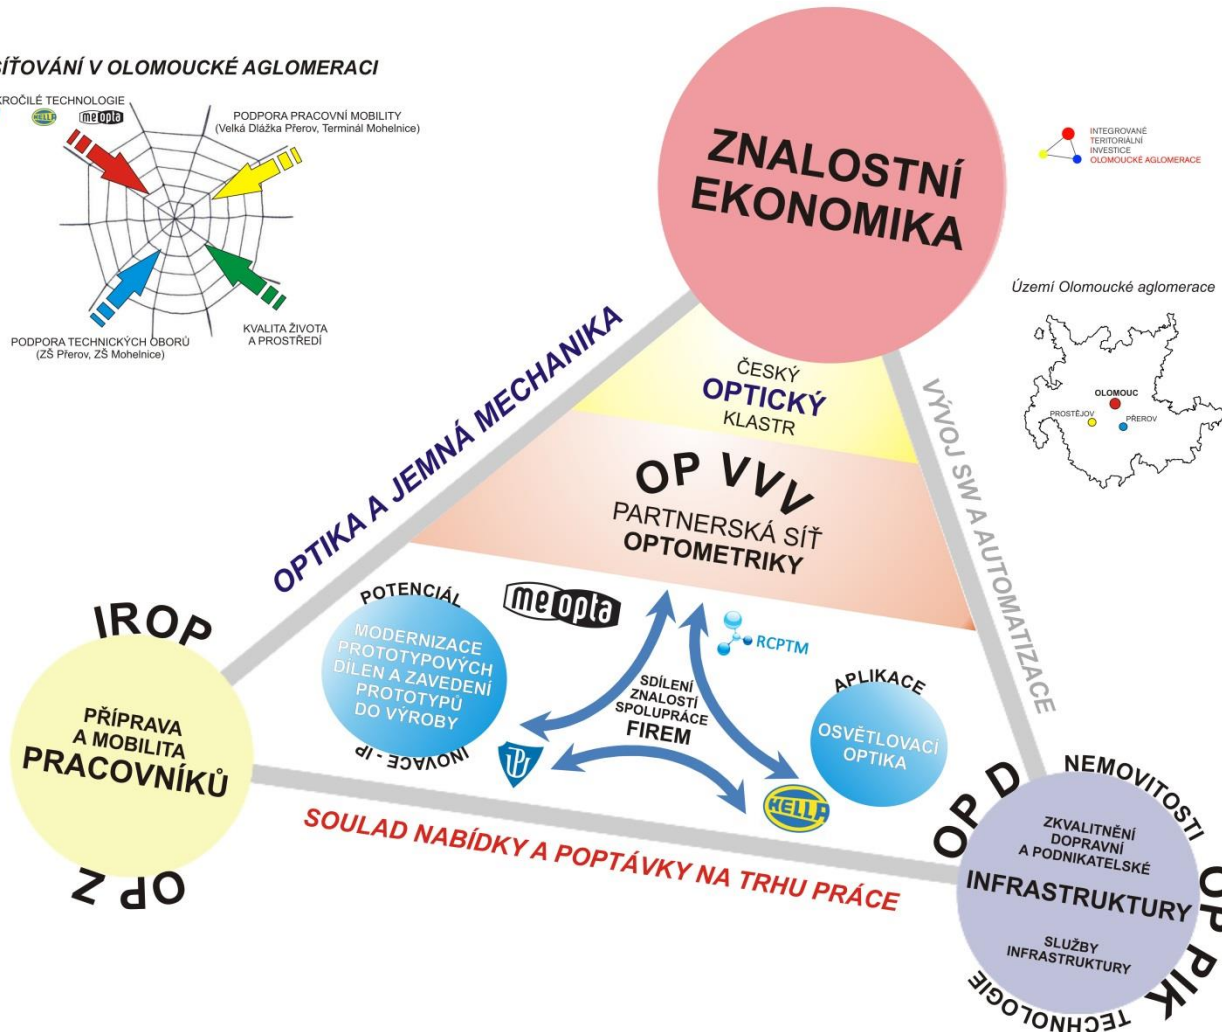 SÍŤOVÁNÍ V OLOMOUCKÉ AGLOMERACI
KROČILÉ TECHNOLOGIE
HELLA
meopta
PODPORA PRACOVNÍ MOBILITY
(Velká Dlážka Přerov, Terminál Mohelnice)
PODPORA TECHNICKÝCH OBORŮ
(ZŠ Přerov, ZŠ Mohelnice)
KVALITA ŽIVOTA
A PROSTŘEDÍ
ZNALOSTNÍ
EKONOMIKA
INTEGROVANÉ
TERITORIÁLNÍ
INVESTICE
OLOMOUCKÉ AGLOMERACE
Území Olomoucké aglomerace
OLOMOUC
PROSTĚJOV
PŘEROV
OPTIKA A JEMNÁ MECHANIKA
VÝVOJ SW A AUTOMATIZACE
ČESKÝ
OPTICKÝ
KLASTR
OP VVV
PARTNERSKÁ SÍŤ
OPTOMETRIKY
POTENCIÁL
MODERNIZACE
PROTOTYPOVÝCH
DÍLEN A ZAVEDENÍ
PROTOTYPŮ
DO VÝROBY
INOVACE - IP
meopta
RCPTM
SDÍLENÍ
ZNALOSTÍ
SPOLUPRÁCE
FIREM
UP
HELLA
APLIKACE
OSVĚTLOVACÍ
OPTIKA
IROP
PŘÍPRAVA
A MOBILITA
PRACOVNÍKŮ
OP Z
SOULAD NABÍDKY A POPTÁVKY NA TRHU PRÁCE
OP D
NEMOVITOSTI
ZKVALITNĚNÍ
DOPRAVNÍ
A PODNIKATELSKÉ
INFRASTRUKTURY
SLUŽBY
INFRASTRUKTURY
TECHNOLOGIE
OP PIK